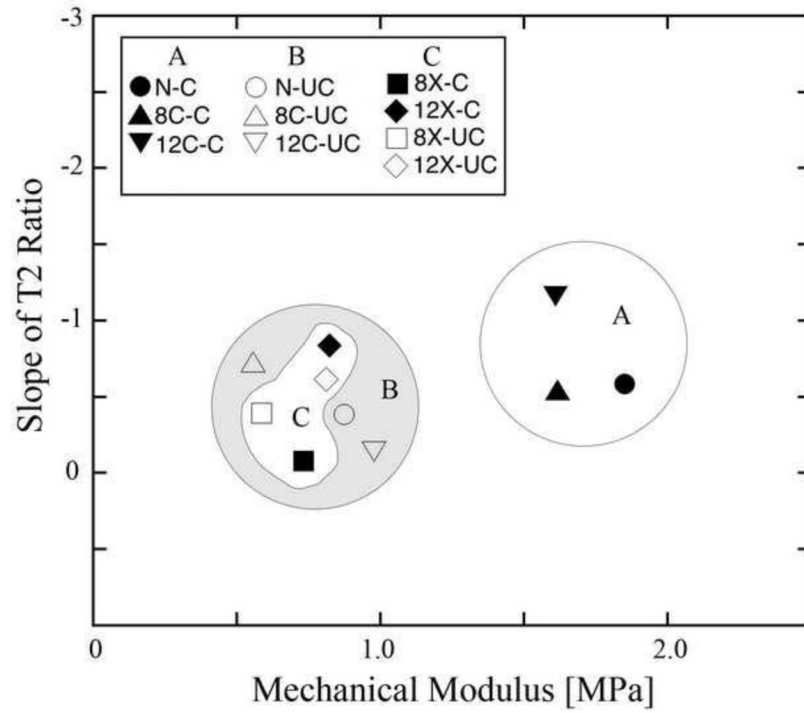 -3
A B C
N-C N-UC 8X-C
8C-C 8C-UC 12X-C
12C-C 12C-UC 8X-UC
12X-UC
-2
Slope of T2 Ratio
-1
A
B
C
0
0 1.0 2.0
Mechanical Modulus [MPa]